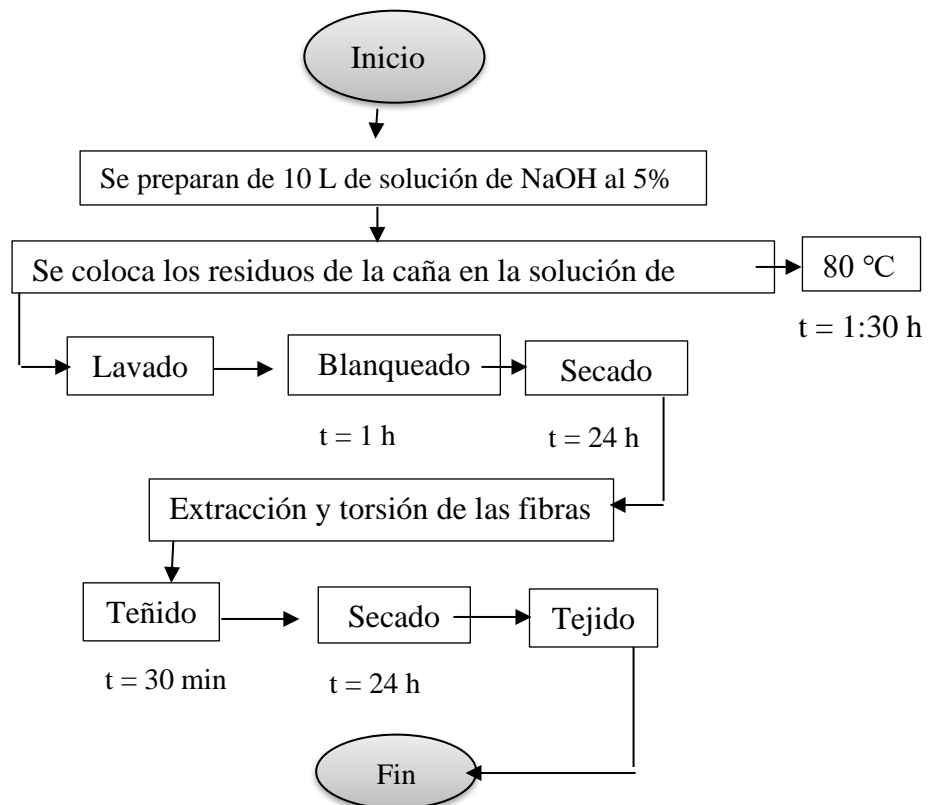 Inicio
Se preparan de 10 L de solución de NaOH al 5%
Se coloca los residuos de la caña en la solución de
80 °C
t = 1:30 h
Lavado
Blanqueado
Secado
t = 1 h
t = 24 h
Extracción y torsión de las fibras
Teñido
Secado
Tejido
t = 30 min
t = 24 h
Fin